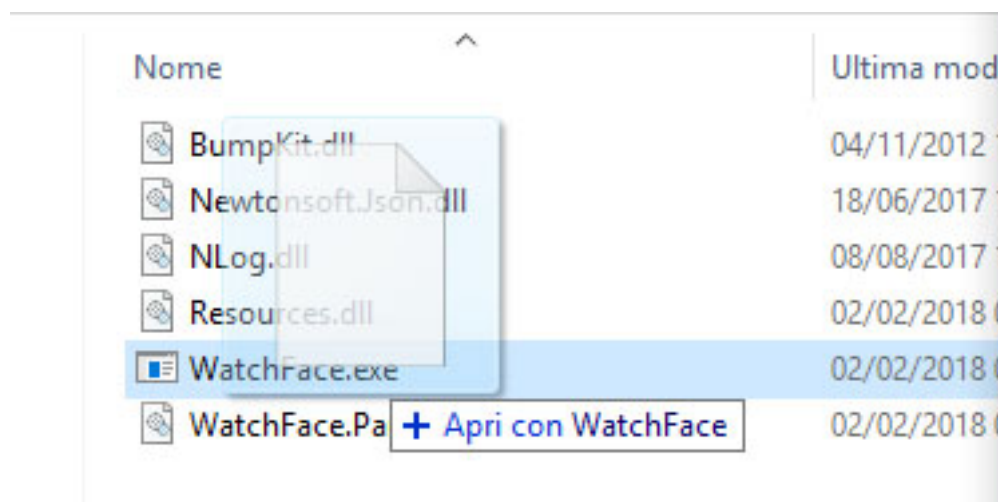 Nome Ultima mod
BumpKit.dll 04/11/2012
Newtonsoft.Json.dll 18/06/2017
NLog.dll 08/08/2017
Resources.dll 02/02/2018
WatchFace.exe 02/02/2018
WatchFace.Pa + Apri con WatchFace 02/02/2018